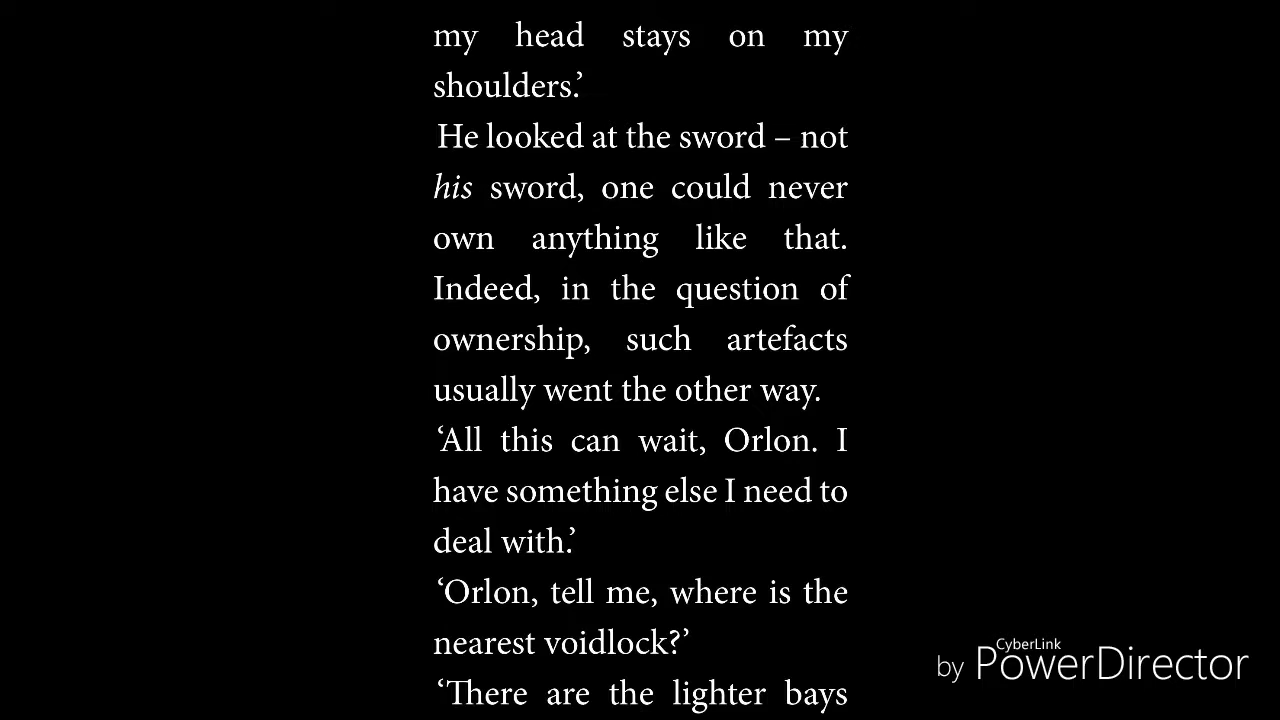 my head stays on my
shoulders.’
He looked at the sword – not
his sword, one could never
own anything like that.
Indeed, in the question of
ownership, such artefacts
usually went the other way.
‘All this can wait, Orlon. I
have something else I need to
deal with.’
‘Orlon, tell me, where is the
nearest voidlock?’
‘There are the lighter bays
by CyberLink PowerDirector